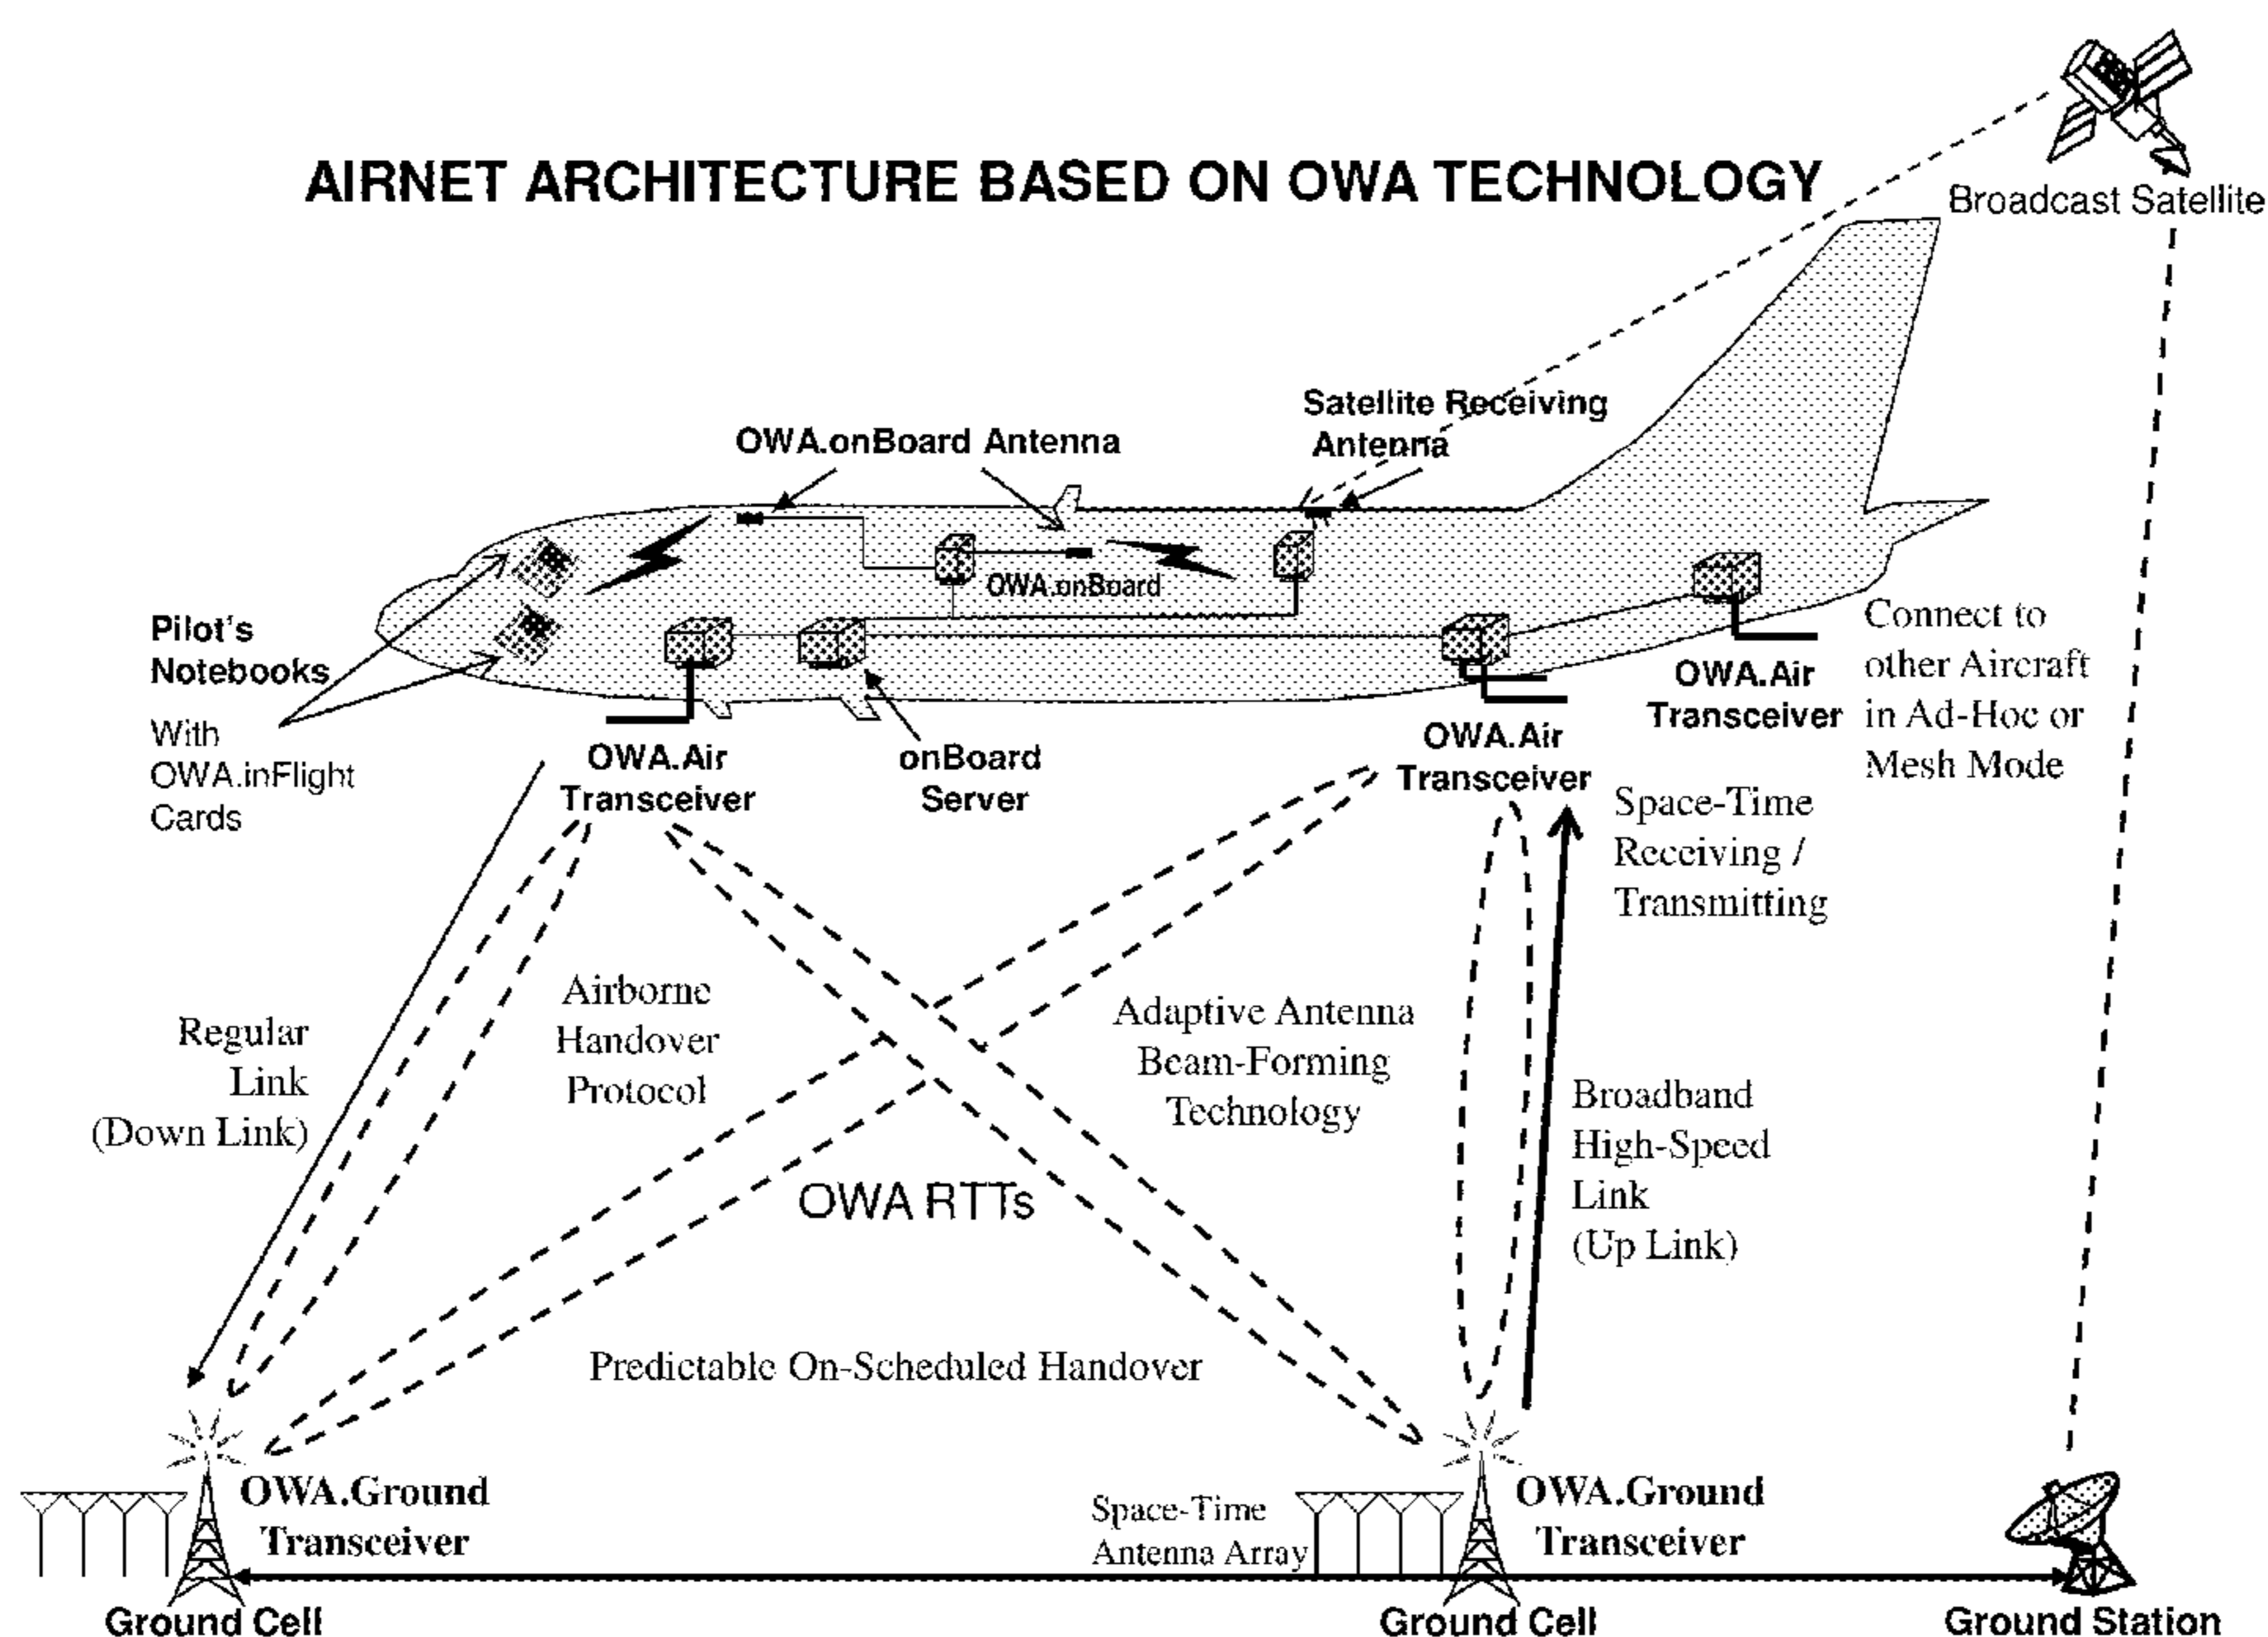 AIRNET ARCHITECTURE BASED ON OWA TECHNOLOGY
Broadcast Satellite
Satellite Receiving
Antenna
OWA.onBoard Antenna
OWA.onBoard
Pilot's
Notebooks
With
OWA.inFlight
Cards
OWA.Air
Transceiver
onBoard
Server
OWA.Air
Transceiver
OWA.Air
Transceiver
Connect to
other Aircraft
in Ad-Hoc or
Mesh Mode
Space-Time
Receiving /
Transmitting
Regular
Link
(Down Link)
Airborne
Handover
Protocol
Adaptive Antenna
Beam-Forming
Technology
Broadband
High-Speed
Link
(Up Link)
OWA RTTs
Predictable On-Scheduled Handover
OWA.Ground
Transceiver
Space-Time
Antenna Array
OWA.Ground
Transceiver
Ground Cell
Ground Cell
Ground Station